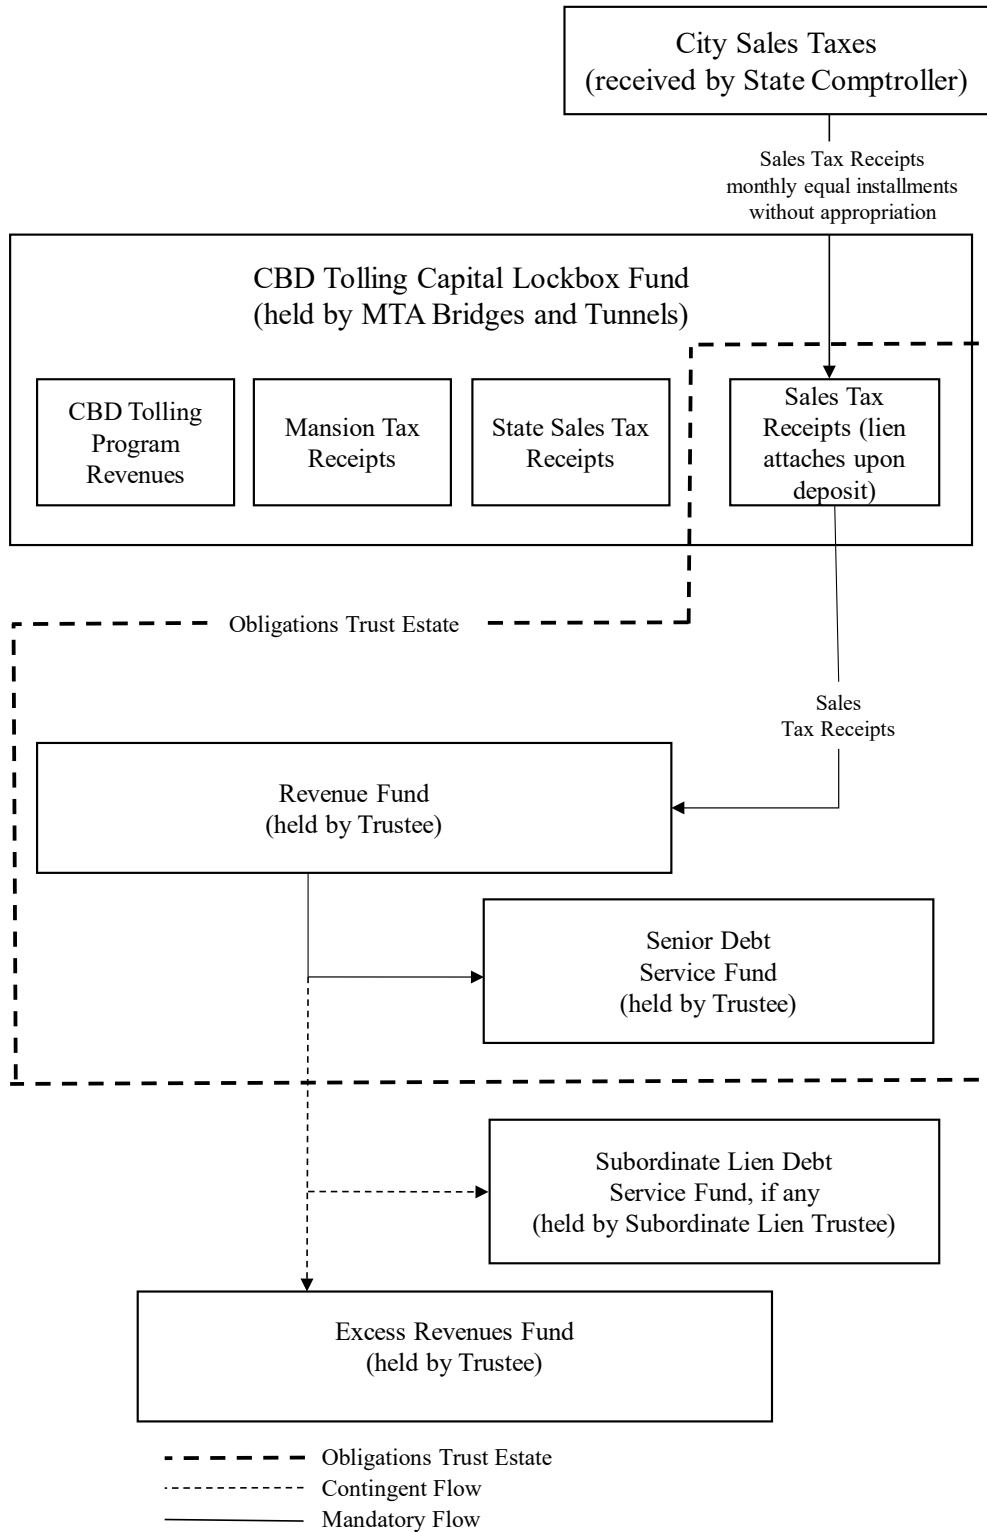 City Sales Taxes
(received by State Comptroller)
Sales Tax Receipts
monthly equal installments
without appropriation
CBD Tolling Capital Lockbox Fund
(held by MTA Bridges and Tunnels)
CBD Tolling
Program
Revenues
Mansion Tax
Receipts
State Sales Tax
Receipts
Sales Tax
Receipts (lien
attaches upon
deposit)
Obligations Trust Estate
Sales
Tax Receipts
Revenue Fund
(held by Trustee)
Senior Debt
Service Fund
(held by Trustee)
Subordinate Lien Debt
Service Fund, if any
(held by Subordinate Lien Trustee)
Excess Revenues Fund
(held by Trustee)
Obligations Trust Estate
Contingent Flow
Mandatory Flow